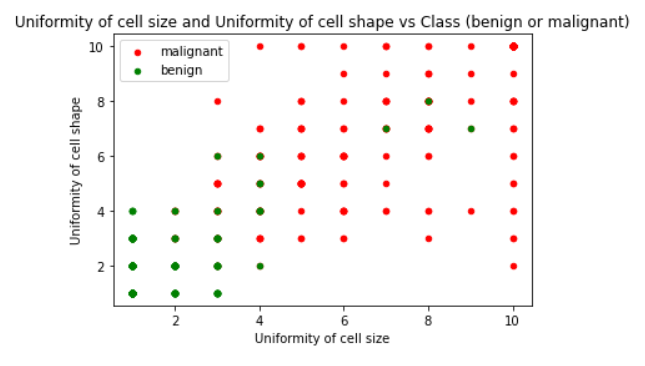 Uniformity of cell size and Uniformity of cell shape vs Class (benign or malignant)
malignant
benign
Uniformity of cell shape
10
8
6
4
2
2
4
6
8
10
Uniformity of cell size